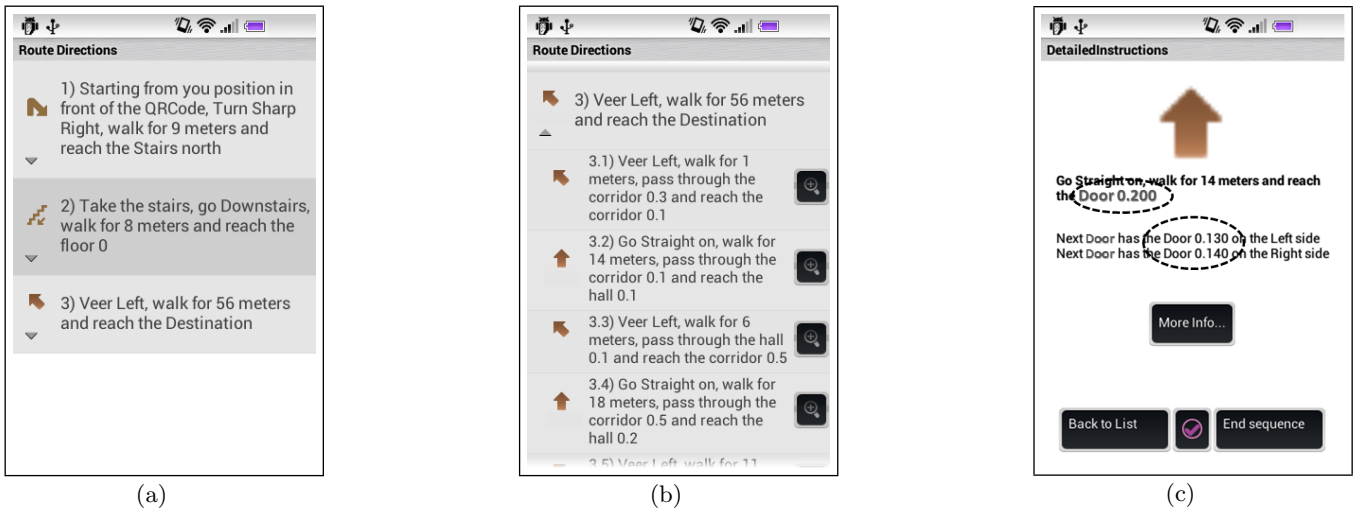 Route Directions
1) Starting from you position in
front of the QRCode, Turn Sharp
Right, walk for 9 meters and
reach the Stairs north
2) Take the stairs, go Downstairs,
walk for 8 meters and reach the
floor 0
3) Veer Left, walk for 56 meters
and reach the Destination
(a)
Route Directions
3) Veer Left, walk for 56 meters
and reach the Destination
3.1) Veer Left, walk for 1
meters, pass through the
corridor 0.3 and reach the
corridor 0.1
3.2) Go Straight on, walk for
14 meters, pass through the
corridor 0.1 and reach the
hall 0.1
3.3) Veer Left, walk for 6
meters, pass through the hall
0.1 and reach the corridor 0.5
3.4) Go Straight on, walk for
18 meters, pass through the
corridor 0.5 and reach the
hall 0.2
3.5) Veer Left, walk for 11
(b)
DetailedInstructions
Go Straight on, walk for 14 meters and reach
the Door 0.200
Next Door has the Door 0.130 on the Left side
Next Door has the Door 0.140 on the Right side
More Info...
Back to List
End sequence
(c)